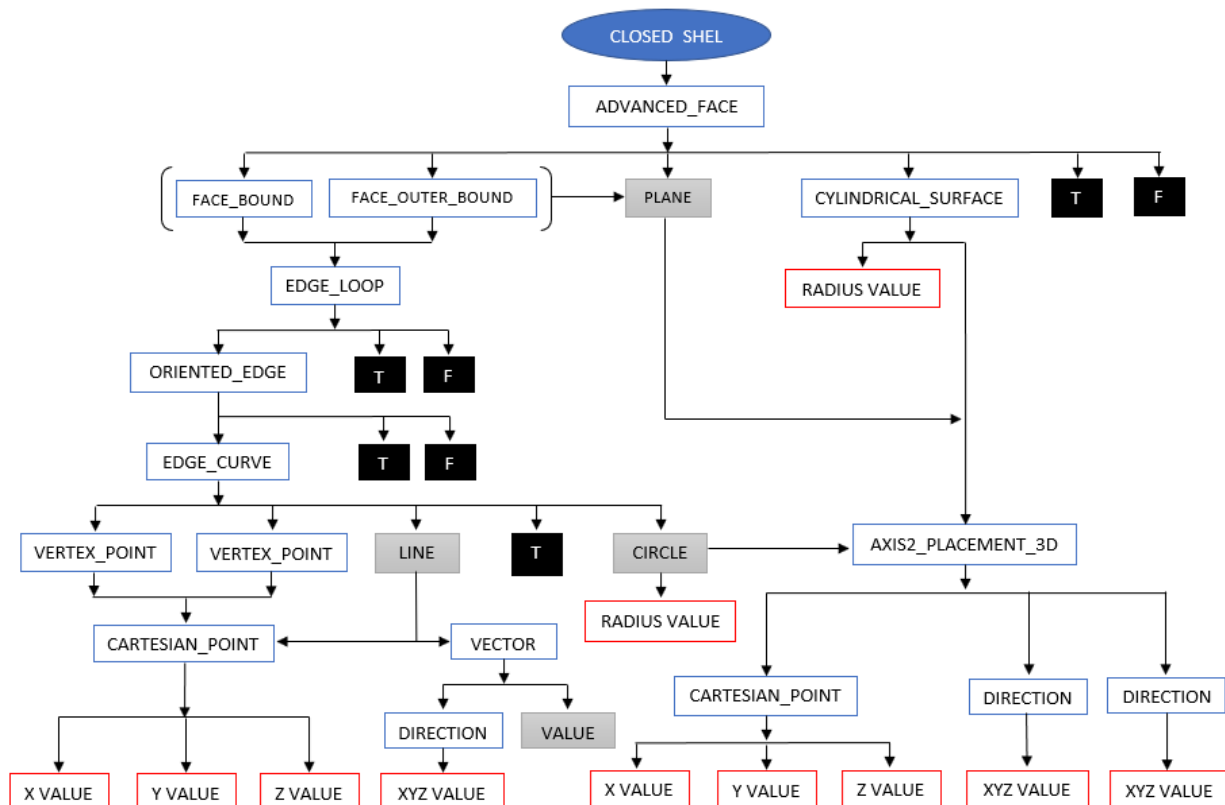 CLOSED SHEL
ADVANCED_FACE
FACE_BOUND
FACE_OUTER_BOUND
PLANE
CYLINDRICAL_SURFACE
T
F
EDGE_LOOP
RADIUS VALUE
ORIENTED_EDGE
T
F
EDGE_CURVE
T
F
VERTEX_POINT
VERTEX_POINT
LINE
T
CIRCLE
AXIS2_PLACEMENT_3D
RADIUS VALUE
CARTESIAN_POINT
VECTOR
CARTESIAN_POINT
DIRECTION
DIRECTION
DIRECTION
VALUE
X VALUE
Y VALUE
Z VALUE
XYZ VALUE
X VALUE
Y VALUE
Z VALUE
XYZ VALUE
XYZ VALUE